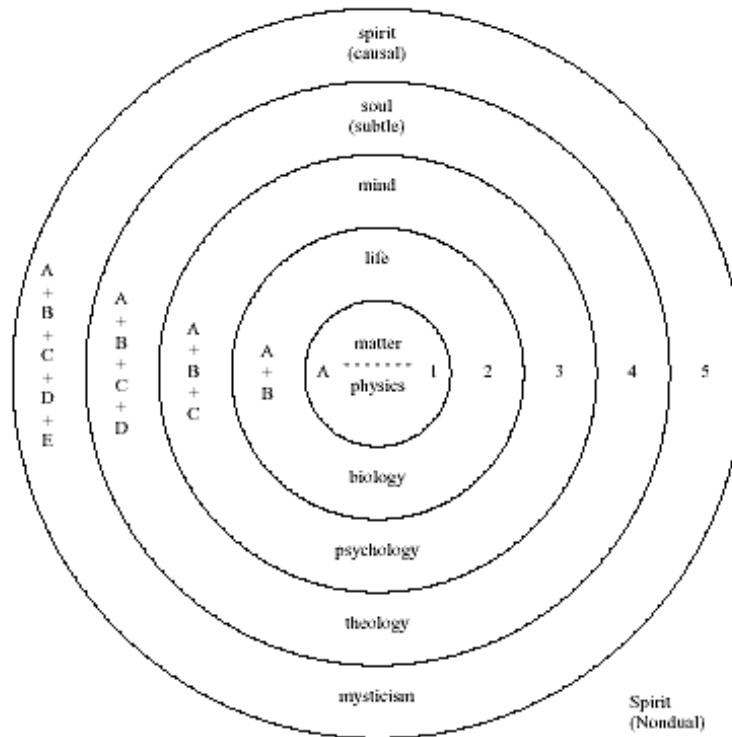 spirit
(causal)
soul
(subtle)
mind
life
matter
physics
biology
psychology
theology
mysticism
A
+
B
+
C
+
D
+
E
A
+
B
+
C
+
D
A
+
B
+
C
A
+
B
A
1
2
3
4
5
Spirit
(Nondual)